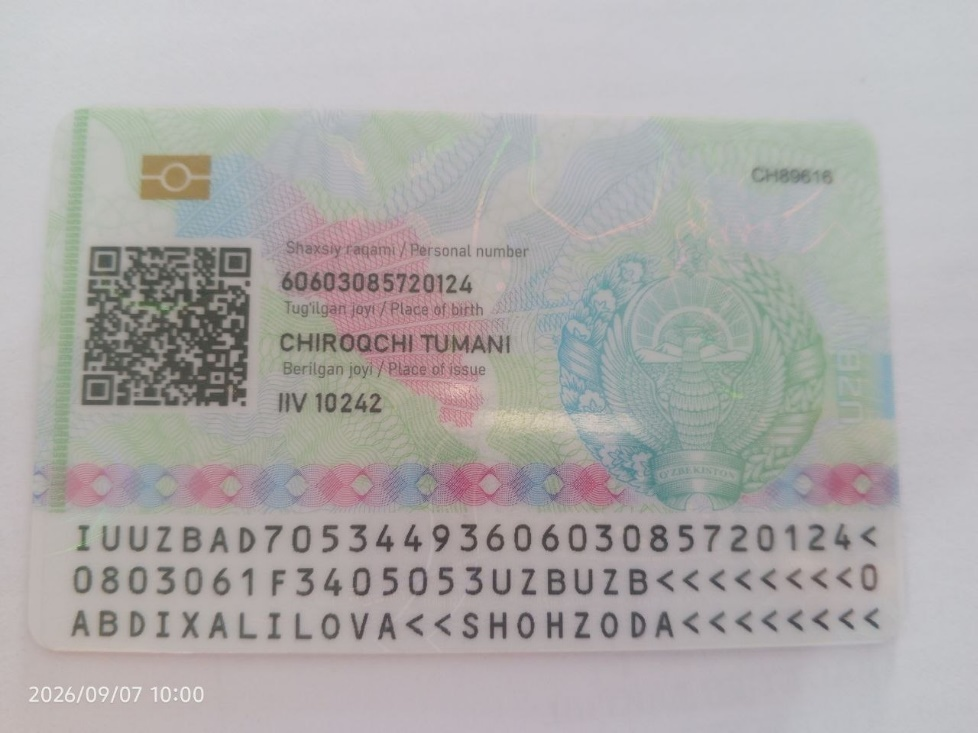 CH89616
Shaxsiy raqami / Personal number
60603085720124
Tug'ilgan joyi / Place of birth
CHIROQCHI TUMANI
Berilgan joyi / Place of issue
IIV 10242
UZB
O'ZBEKISTON
IUUZBAD7053449360603085720124<
0803061F3405053UZBUZB<<<<<<<<0
ABDIXALILOVA<<SHOHZODA<<<<<<<<
2026/09/07 10:00